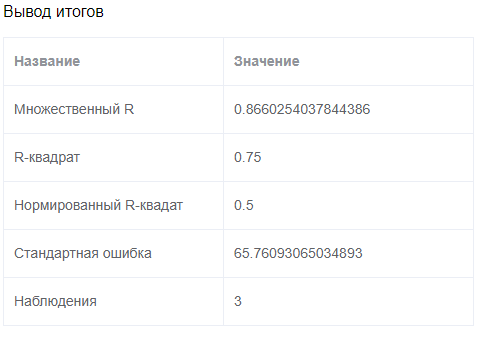 Вывод итогов
Название Значение
Множественный R 0.8660254037844386
R-квадрат 0.75
Нормированный R-квадат 0.5
Стандартная ошибка 65.76093065034893
Наблюдения 3